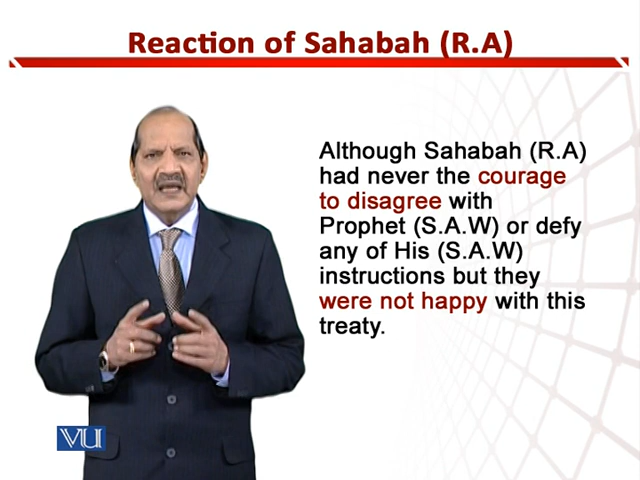 Reaction of Sahabah (R.A)
Although Sahabah (R.A)
had never the courage
to disagree with
Prophet (S.A.W) or defy
any of His (S.A.W)
instructions but they
were not happy with this
treaty.
VU